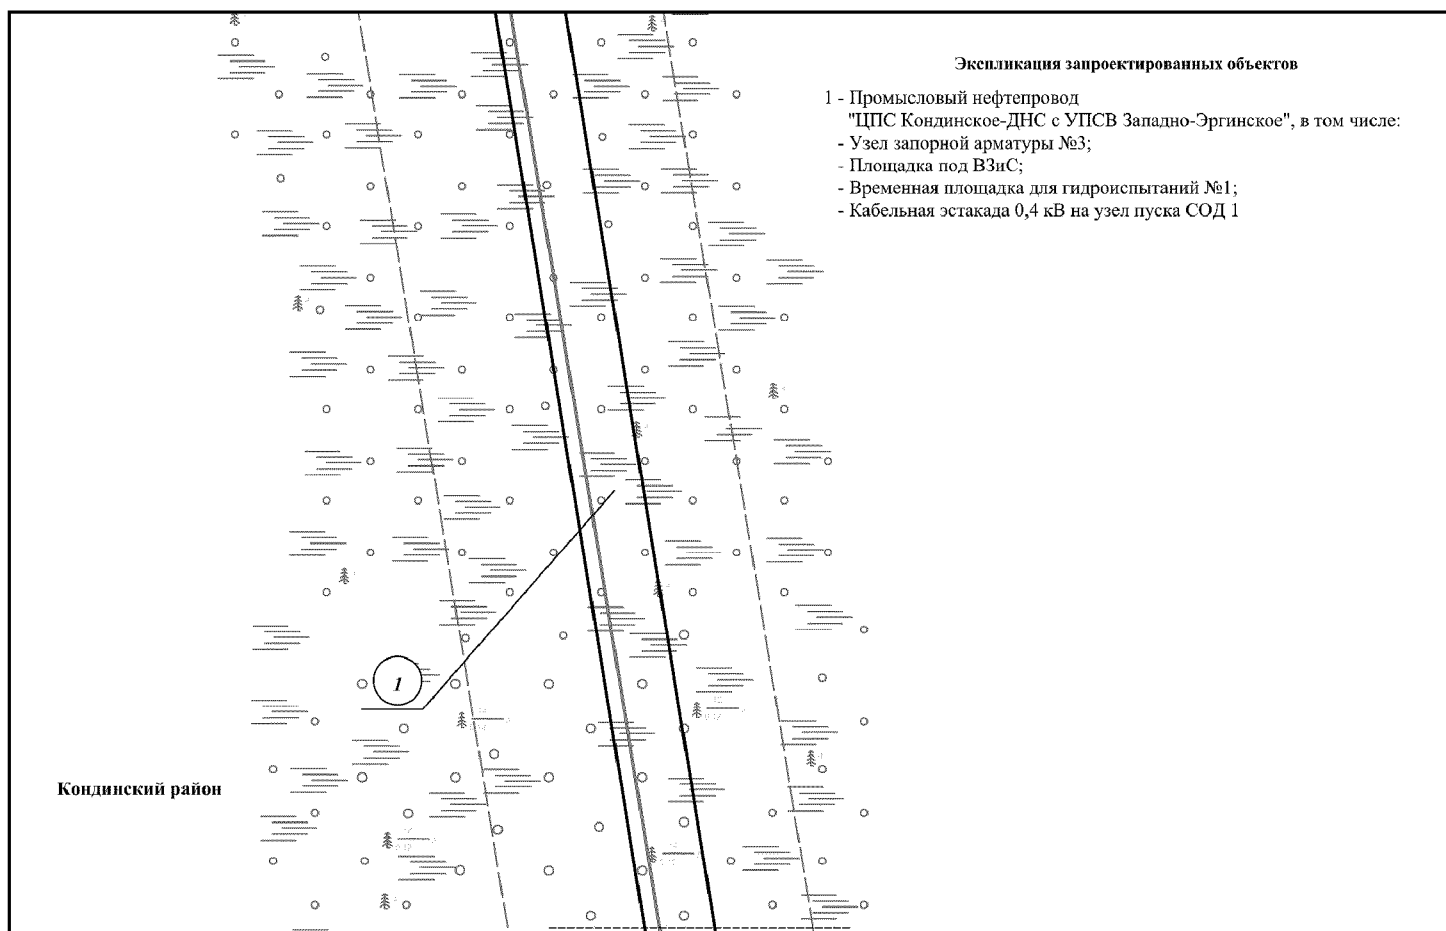 Экспликация запроектированных объектов
1 - Промысловый нефтепровод
"ЦПС Кондинское-ДНС с УПСВ Западно-Эргинское", в том числе:
- Узел запорной арматуры №3;
- Площадка под ВЗиС;
- Временная площадка для гидроиспытаний №1;
- Кабельная эстакада 0,4 кВ на узел пуска СОД 1
1
Кондинский район